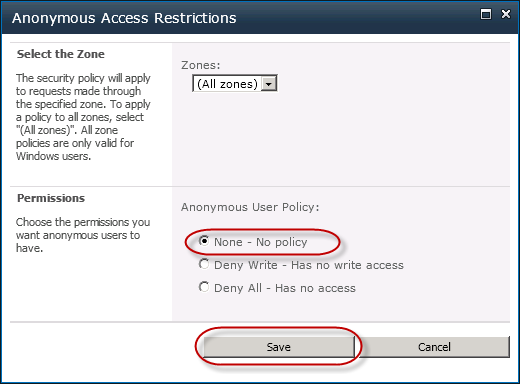 Anonymous Access Restrictions
Select the Zone
The security policy will apply
to requests made through
the specified zone. To apply
a policy to all zones, select
"(All zones)". All zone
policies are only valid for
Windows users.
Zones:
(All zones)
Permissions
Choose the permissions you
want anonymous users to
have.
Anonymous User Policy:
None - No policy
Deny Write - Has no write access
Deny All - Has no access
Save
Cancel